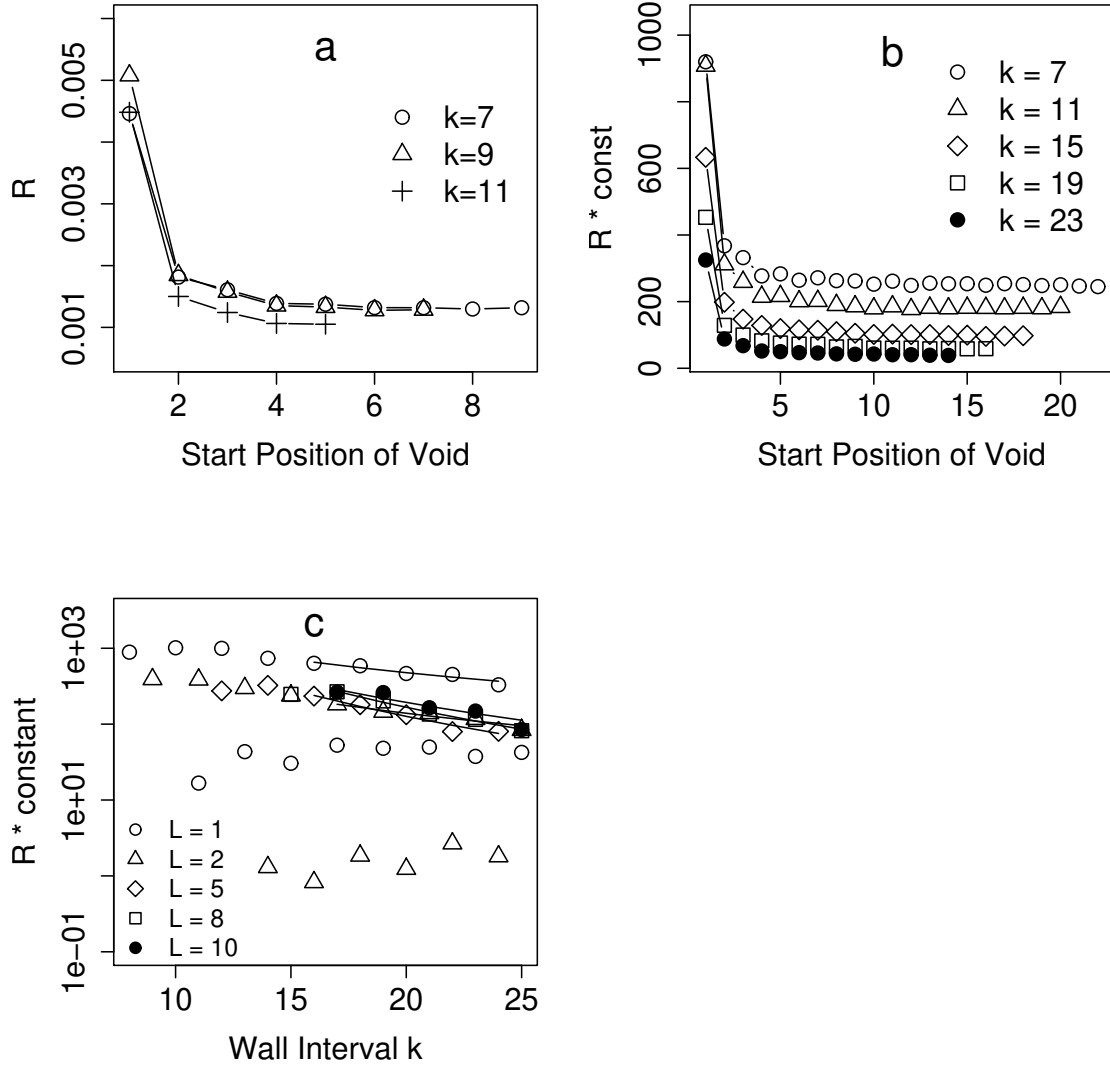 a
0.005
0.003
0.001
R
k=7
k=9
k=11
2
4
6
8
Start Position of Void
b
1000
600
200
0
R * const
k = 7
k = 11
k = 15
k = 19
k = 23
5
10
15
20
Start Position of Void
c
1e+03
1e+01
1e−01
R * constant
L = 1
L = 2
L = 5
L = 8
L = 10
10
15
20
25
Wall Interval k